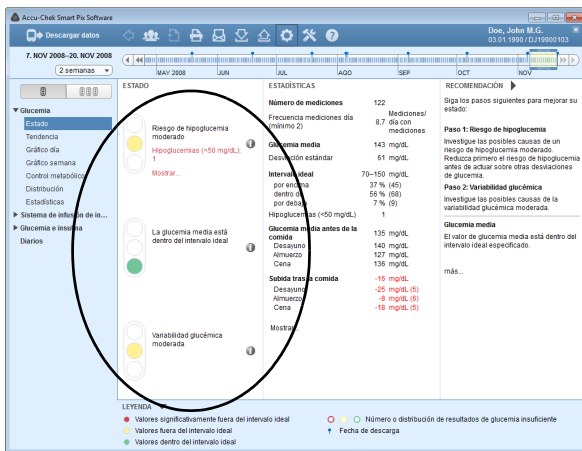 Accu-Chek Smart Pix Software
Descargar datos
Doe, John M.G.
03.01.1990 / DJ19900103
7. NOV 2008–20. NOV 2008
2 semanas
MAY 2008 JUN JUL AGO SEP OCT NOV
Glucemia
Estado
Tendencia
Gráfico día
Gráfico semana
Control metabólico
Distribución
Estadísticas
Sistema de infusión de in...
Glucemia e insulina
Diarios
ESTADO
Riesgo de hipoglucemia
moderado
Hipoglucemias (<50 mg/dL):
1
Mostrar...
La glucemia media está
dentro del intervalo ideal
Variabilidad glucémica
moderada
ESTADÍSTICAS
Número de mediciones 122
Frecuencia mediciones día
(mínimo 2) 8,7 Mediciones/
día con
mediciones
Glucemia media 143 mg/dL
Desviación estándar 61 mg/dL
Intervalo ideal 70–150 mg/dL
por encima 37 % (45)
dentro de 56 % (68)
por debajo 7 % (9)
Hipoglucemias (<50 mg/dL) 1
Glucemia media antes de la
comida 135 mg/dL
Desayuno 140 mg/dL
Almuerzo 127 mg/dL
Cena 136 mg/dL
Subida tras la comida -16 mg/dL
Desayuno -25 mg/dL (5)
Almuerzo -8 mg/dL (6)
Cena -18 mg/dL (5)
Mostrar...
RECOMENDACIÓN
Siga los pasos siguientes para mejorar su
estado:
Paso 1: Riesgo de hipoglucemia
Investigue las posibles causas de un
riesgo de hipoglucemia moderado.
Reduzca primero el riesgo de hipoglucemia
antes de actuar sobre otras desviaciones
de glucemia.
Paso 2: Variabilidad glucémica
Investigue las posibles causas de la
variabilidad glucémica moderada.
Glucemia media
El valor de glucemia media está dentro del
intervalo ideal especificado.
más...
LEYENDA
Valores significativamente fuera del intervalo ideal
Valores fuera del intervalo ideal
Valores dentro del intervalo ideal
Número o distribución de resultados de glucemia insuficiente
Fecha de descarga